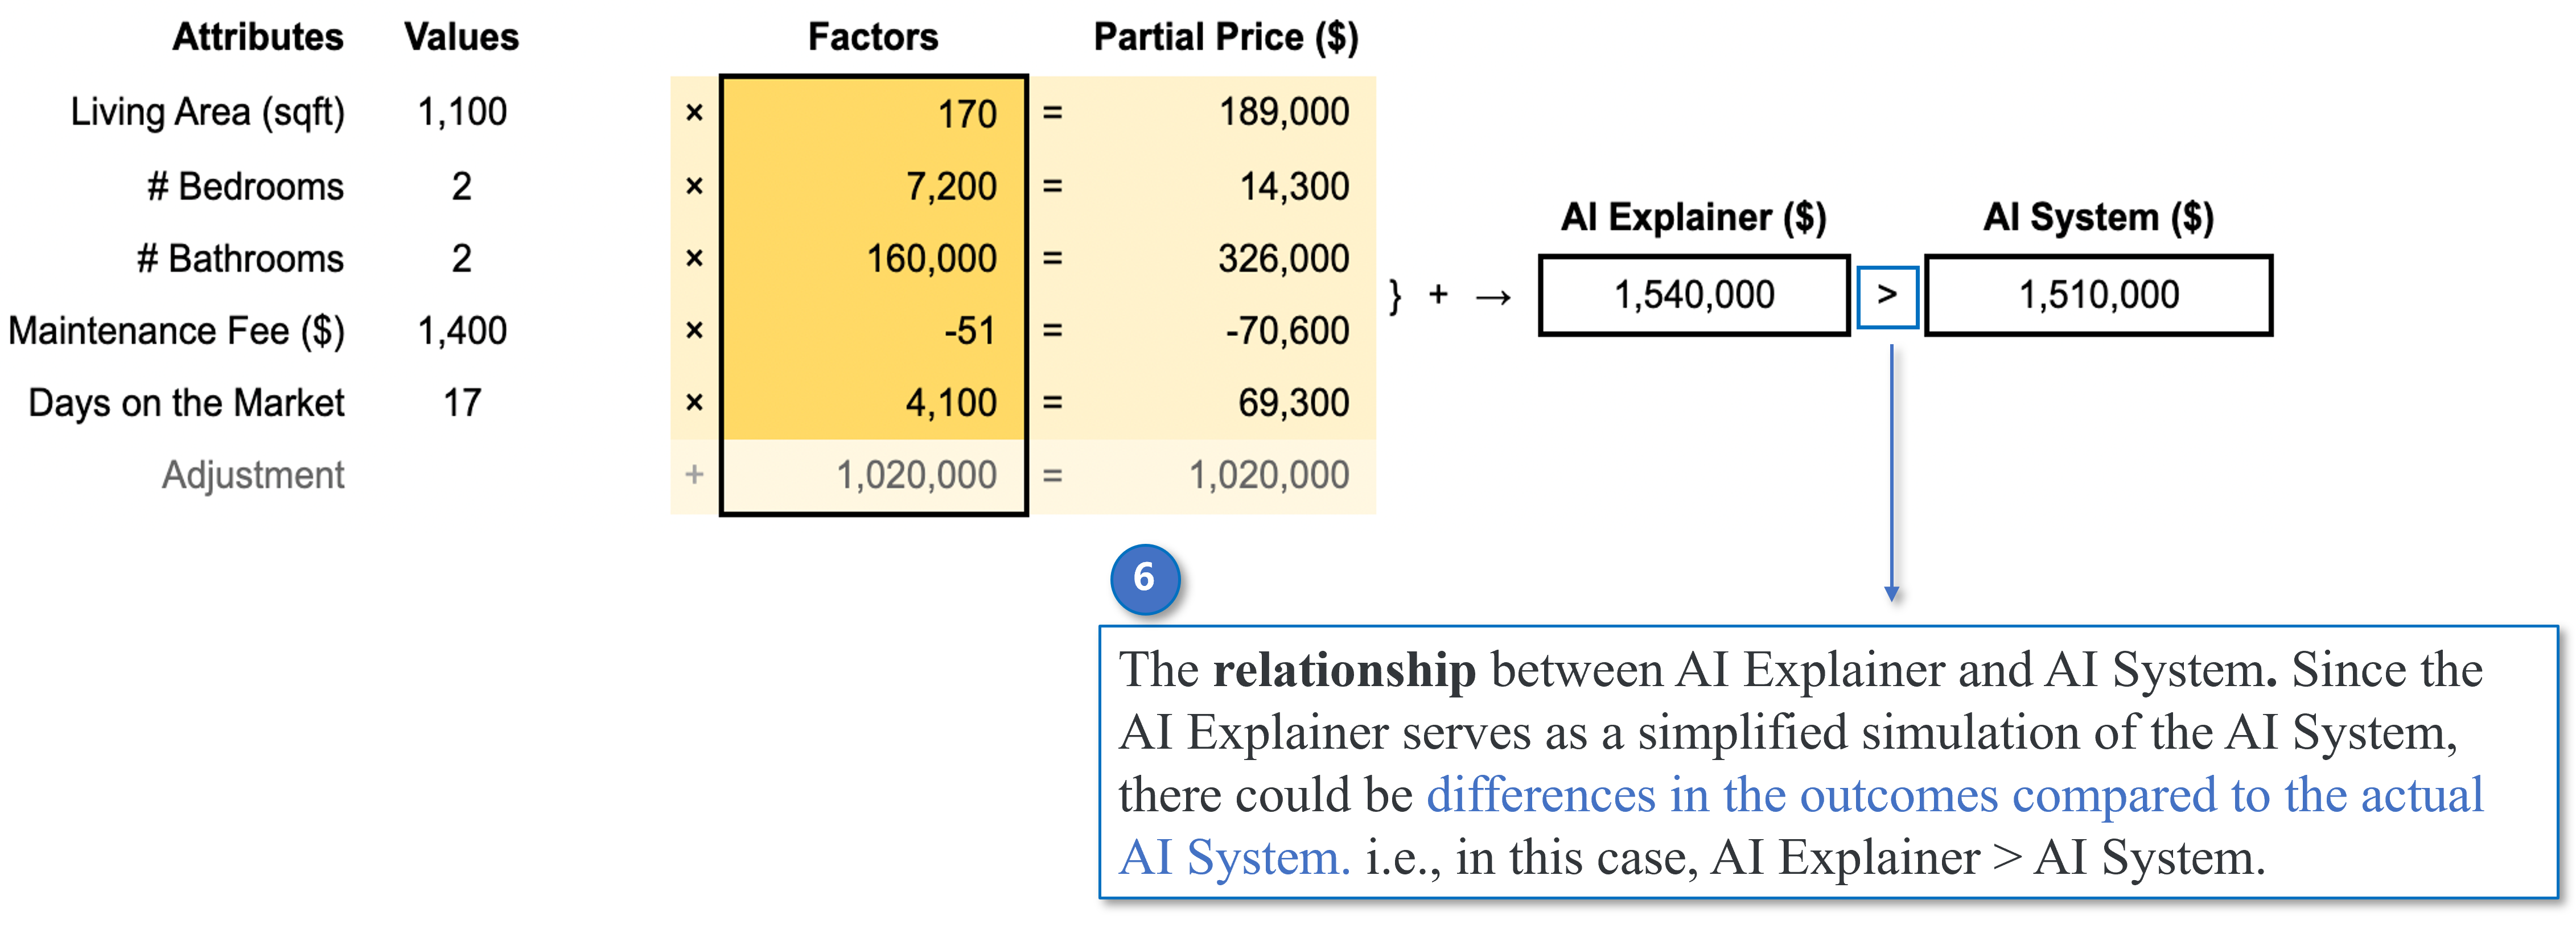 Attributes Values Factors Partial Price ($)
Living Area (sqft) 1,100 × 170 = 189,000
# Bedrooms 2 × 7,200 = 14,300
AI Explainer ($) AI System ($)
# Bathrooms 2 × 160,000 = 326,000
} + → 1,540,000 > 1,510,000
Maintenance Fee ($) 1,400 × -51 = -70,600
Days on the Market 17 × 4,100 = 69,300
Adjustment + 1,020,000 = 1,020,000
6
The relationship between AI Explainer and AI System. Since the
AI Explainer serves as a simplified simulation of the AI System,
there could be differences in the outcomes compared to the actual
AI System. i.e., in this case, AI Explainer > AI System.